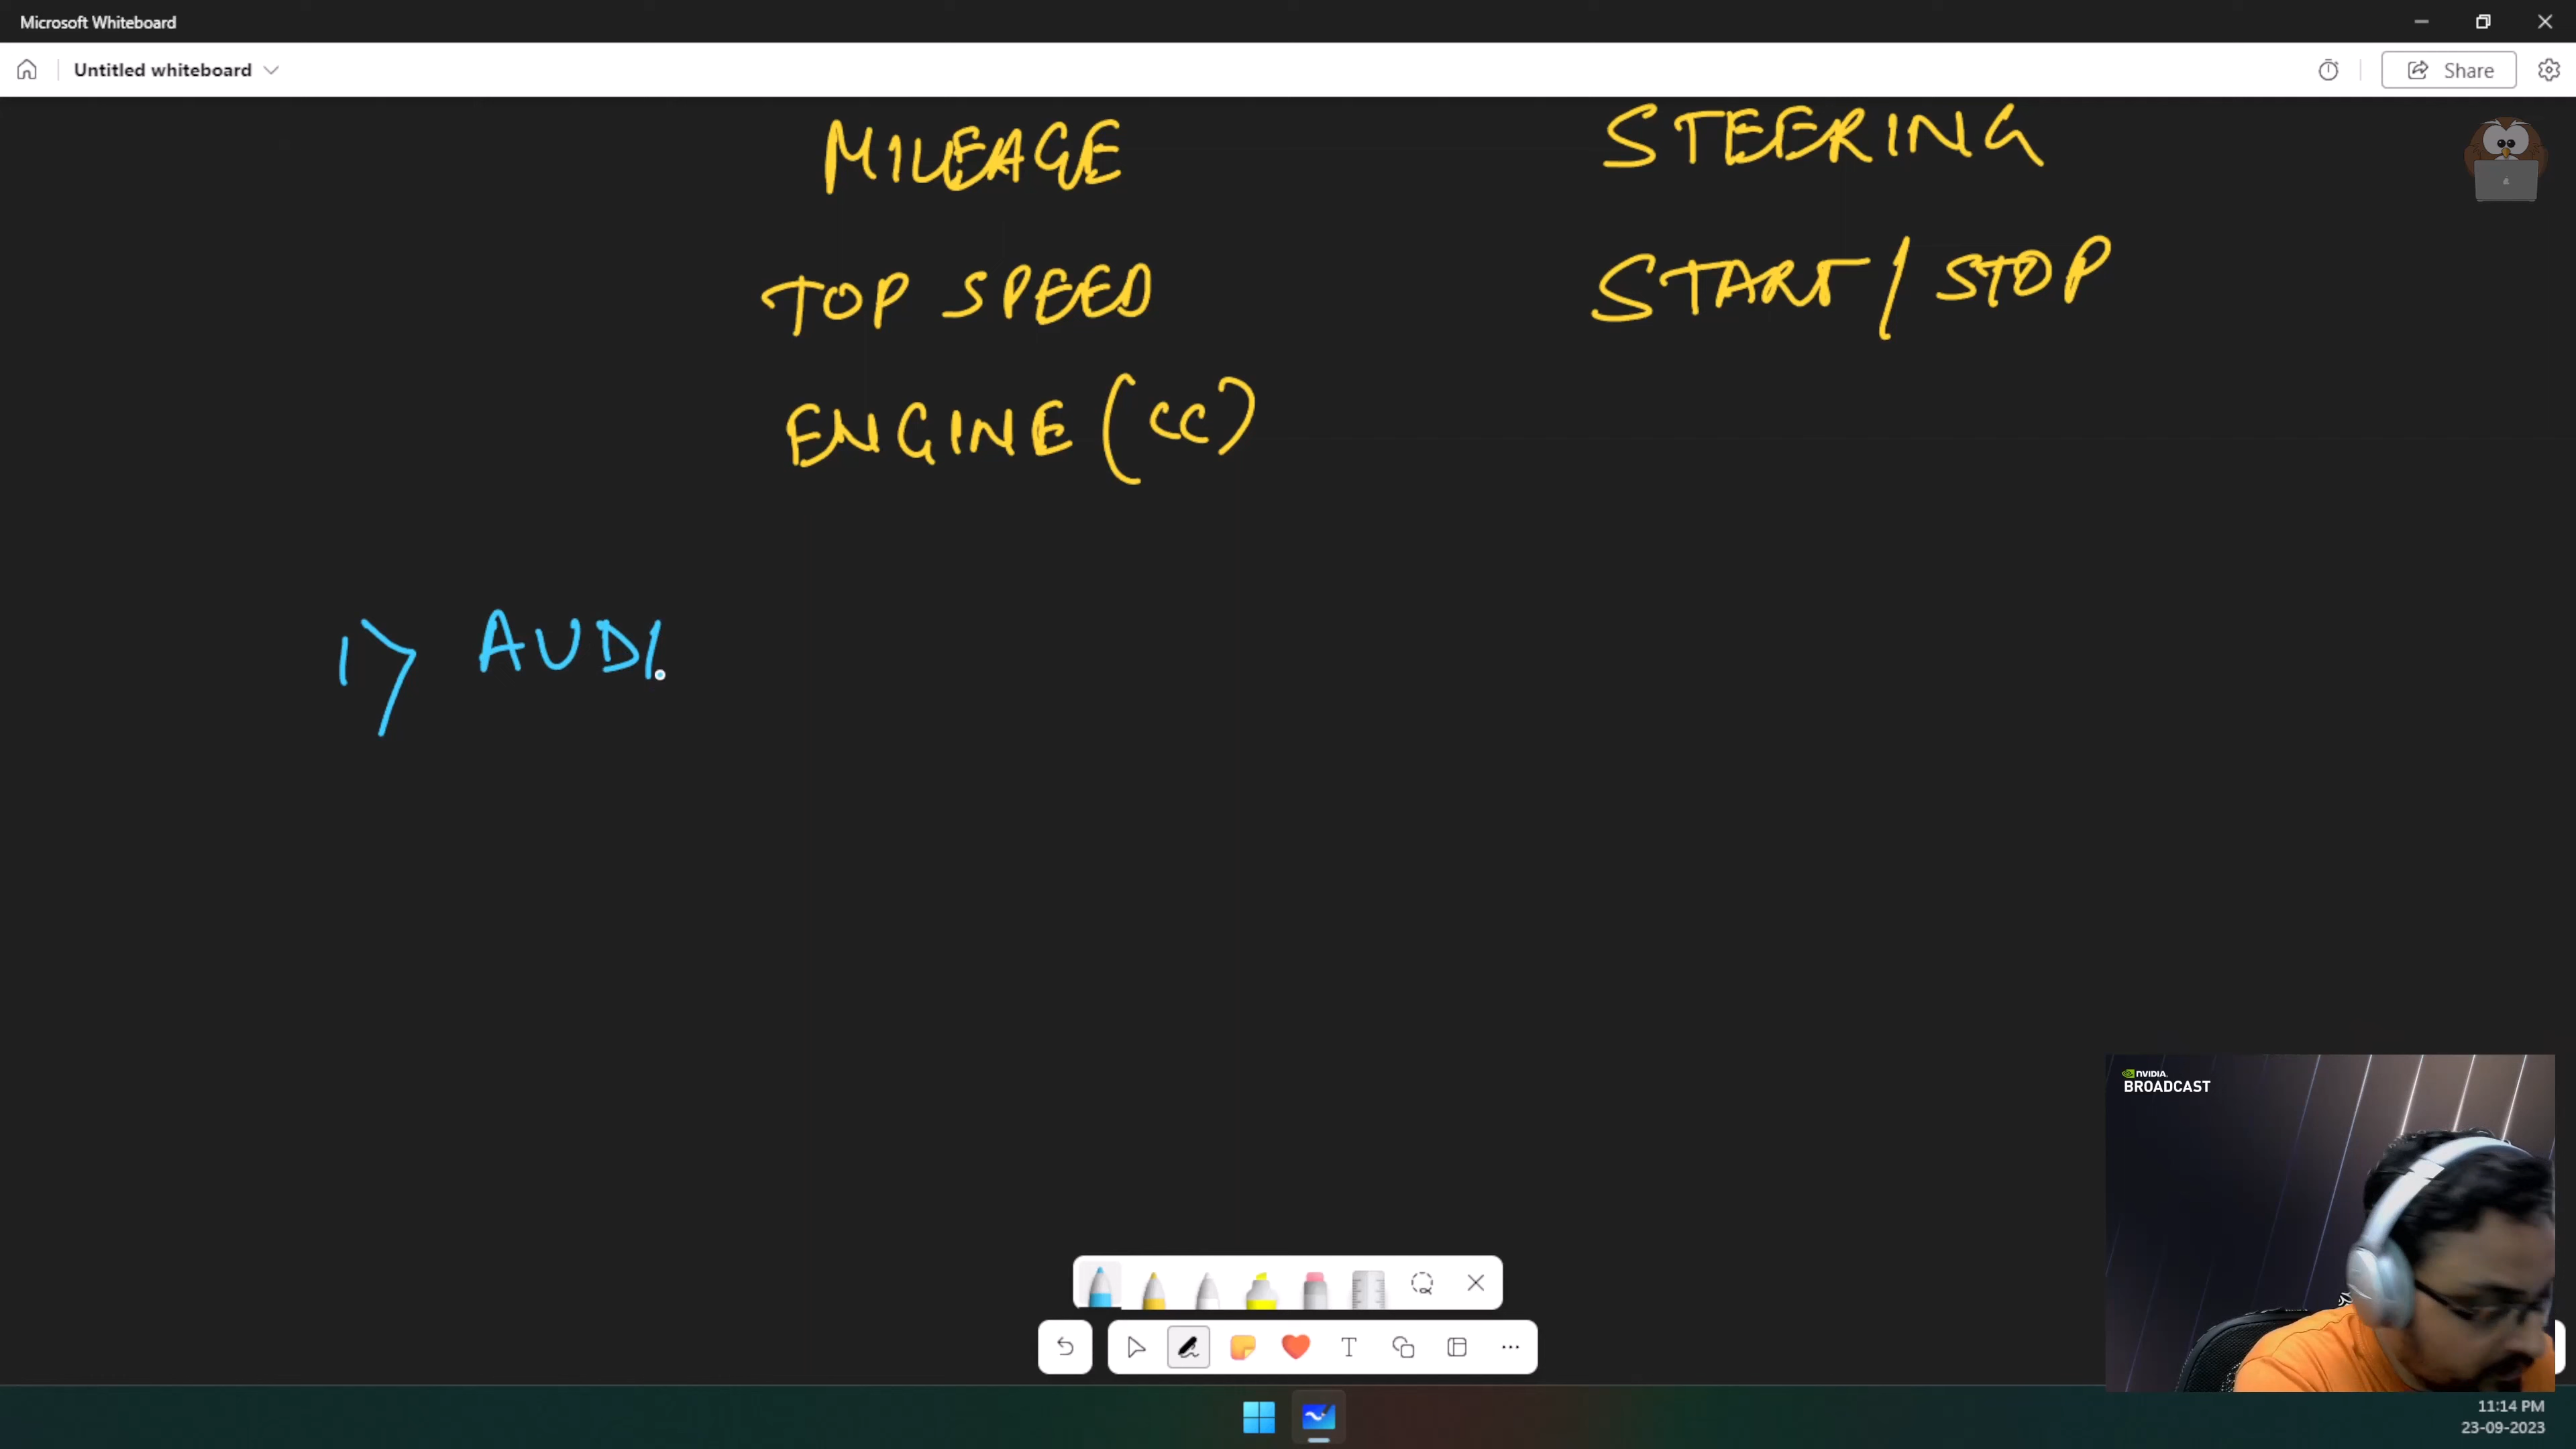 Microsoft Whiteboard
Untitled whiteboard
Share
MILEAGE
STEERING
TOP SPEED
START/STOP
ENGINE (CC)
1) AUDI
NVIDIA.
BROADCAST
T
11:14 PM
23-09-2023